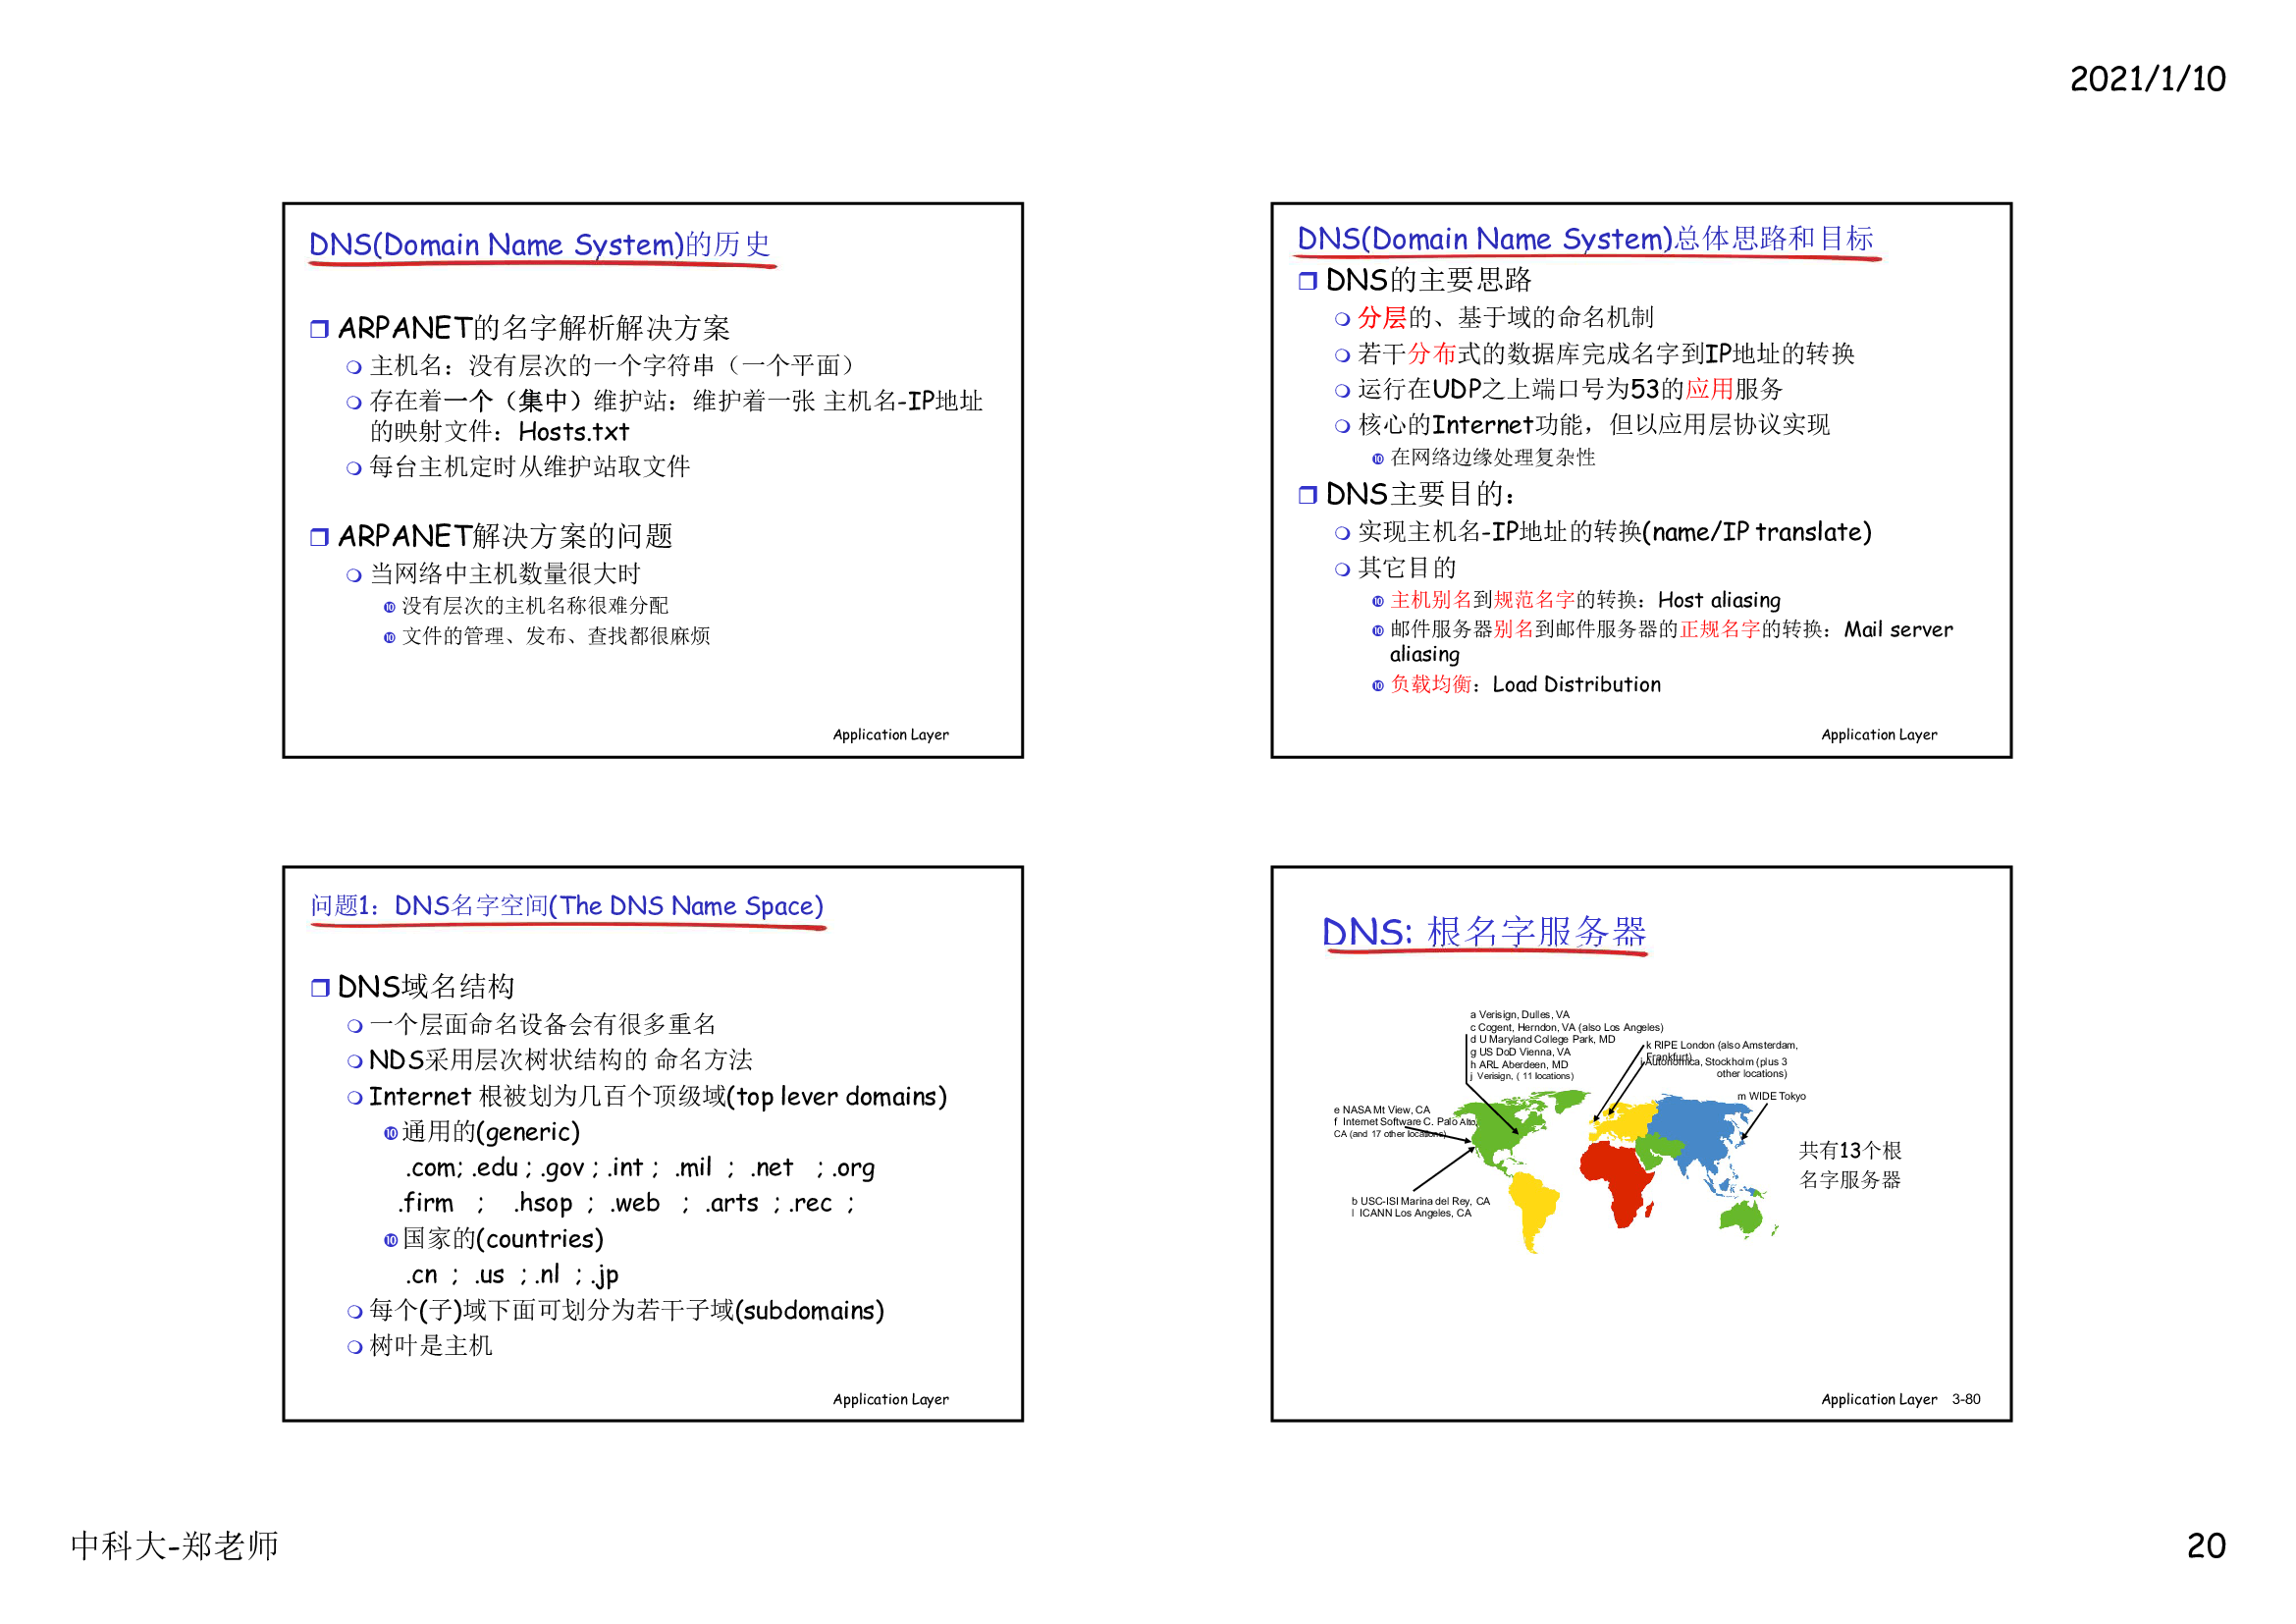 2021/1/10
DNS(Domain Name System)的历史
ARPANET的名字解析解决方案
主机名：没有层次的一个字符串（一个平面）
存在着一个（集中）维护站：维护着一张 主机名-IP地址
的映射文件：Hosts.txt
每台主机定时从维护站取文件
ARPANET解决方案的问题
当网络中主机数量很大时
没有层次的主机名称很难分配
文件的管理、发布、查找都很麻烦
Application Layer
DNS(Domain Name System)总体思路和目标
DNS的主要思路
分层的、基于域的命名机制
若干分布式的数据库完成名字到IP地址的转换
运行在UDP之上端口号为53的应用服务
核心的Internet功能，但以应用层协议实现
在网络边缘处理复杂性
DNS主要目的：
实现主机名-IP地址的转换(name/IP translate)
其它目的
主机别名到规范名字的转换：Host aliasing
邮件服务器别名到邮件服务器的正规名字的转换：Mail server
aliasing
负载均衡：Load Distribution
Application Layer
问题1：DNS名字空间(The DNS Name Space)
DNS域名结构
一个层面命名设备会有很多重名
NDS采用层次树状结构的 命名方法
Internet 根被划为几百个顶级域(top lever domains)
通用的(generic)
.com; .edu ; .gov ; .int ; .mil ; .net ; .org
.firm ; .hsop ; .web ; .arts ; .rec ;
国家的(countries)
.cn ; .us ; .nl ; .jp
每个(子)域下面可划分为若干子域(subdomains)
树叶是主机
Application Layer
DNS: 根名字服务器
a Verisign, Dulles, VA
c Cogent, Herndon, VA (also Los Angeles)
d U Maryland College Park, MD
g US DoD Vienna, VA
h ARL Aberdeen, MD
j Verisign, ( 11 locations)
k RIPE London (also Amsterdam,
Frankfurt)
i Autonomica, Stockholm (plus 3
other locations)
m WIDE Tokyo
e NASA Mt View, CA
f Internet Software C. Palo Alto,
CA (and 17 other locations)
b USC-ISI Marina del Rey, CA
l ICANN Los Angeles, CA
共有13个根
名字服务器
Application Layer 3-80
中科大-郑老师
20